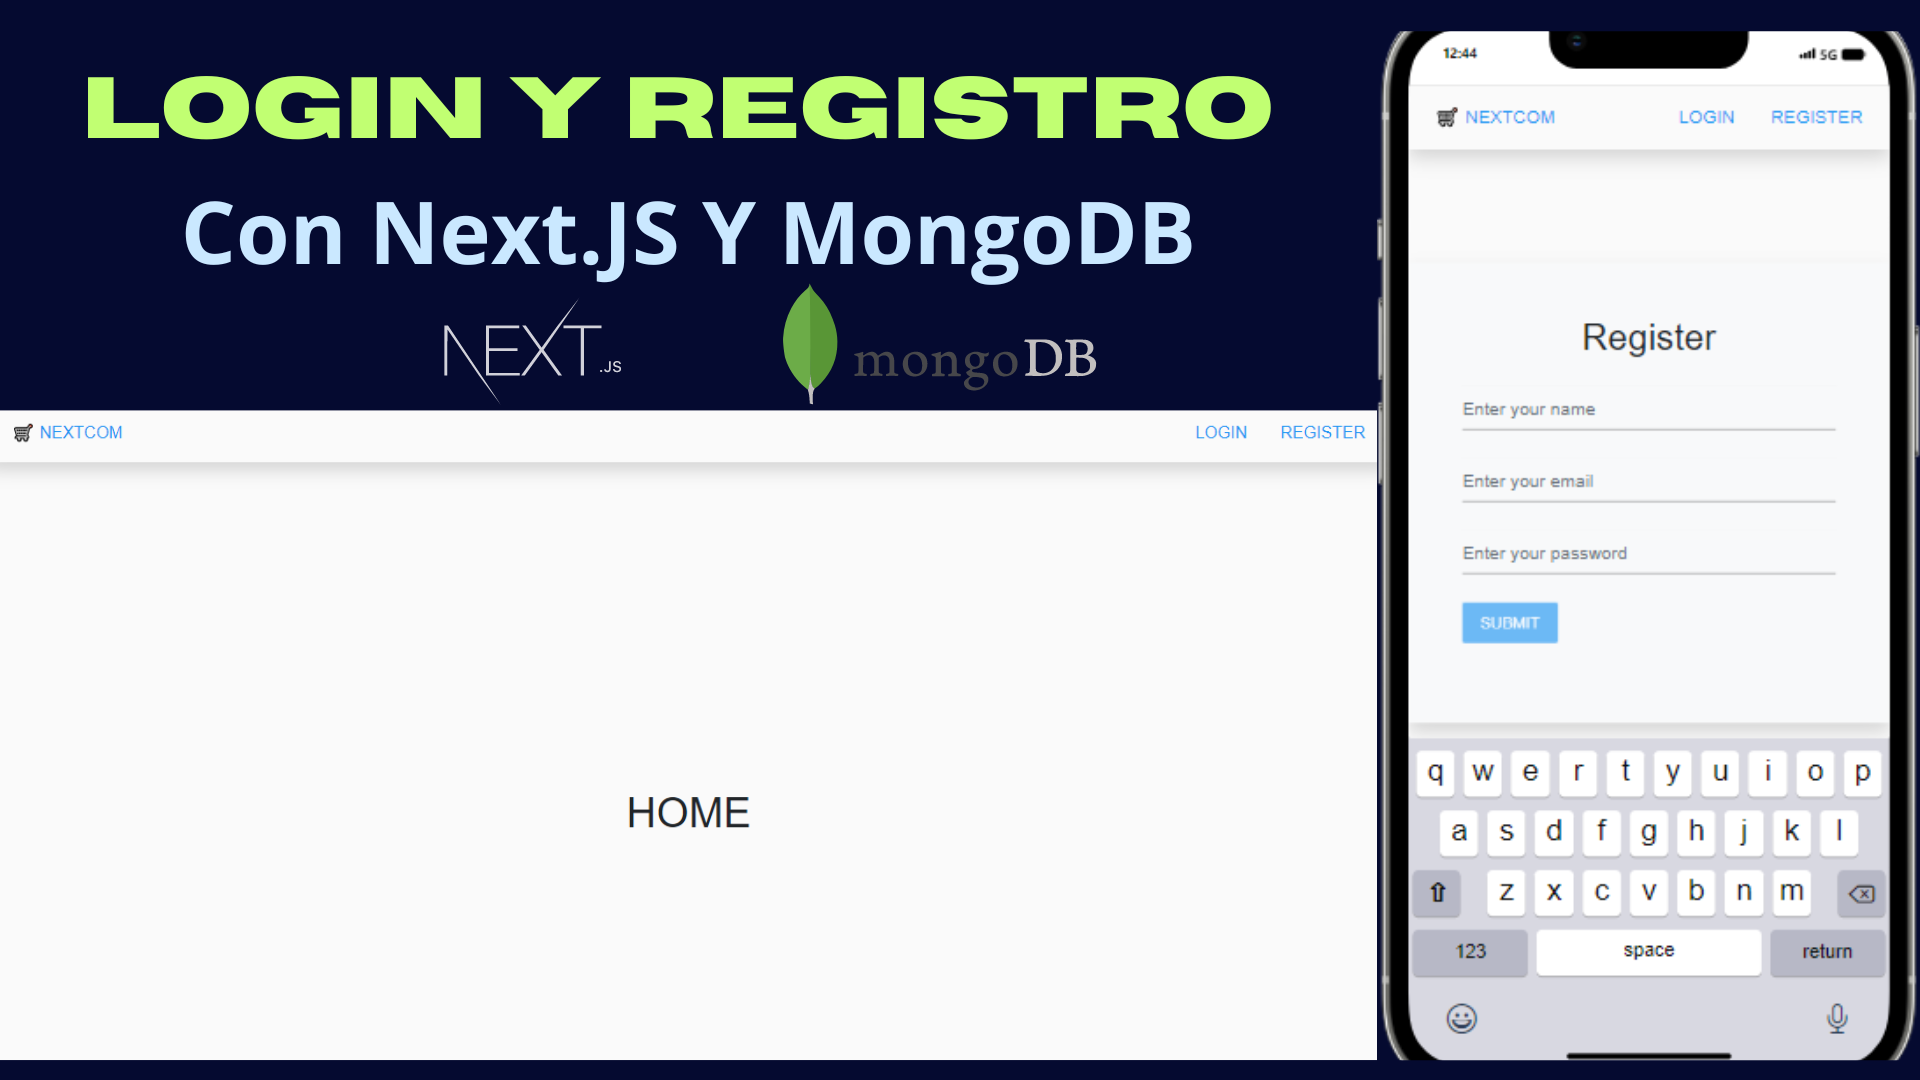 LOGIN Y REGISTRO
Con Next.JS Y MongoDB
NEXT.JS
mongoDB
NEXTCOM LOGIN REGISTER
HOME
12:44 5G
NEXTCOM LOGIN REGISTER
Register
Enter your name
Enter your email
Enter your password
SUBMIT
q w e r t y u i o p
a s d f g h j k l
z x c v b n m
123 space return